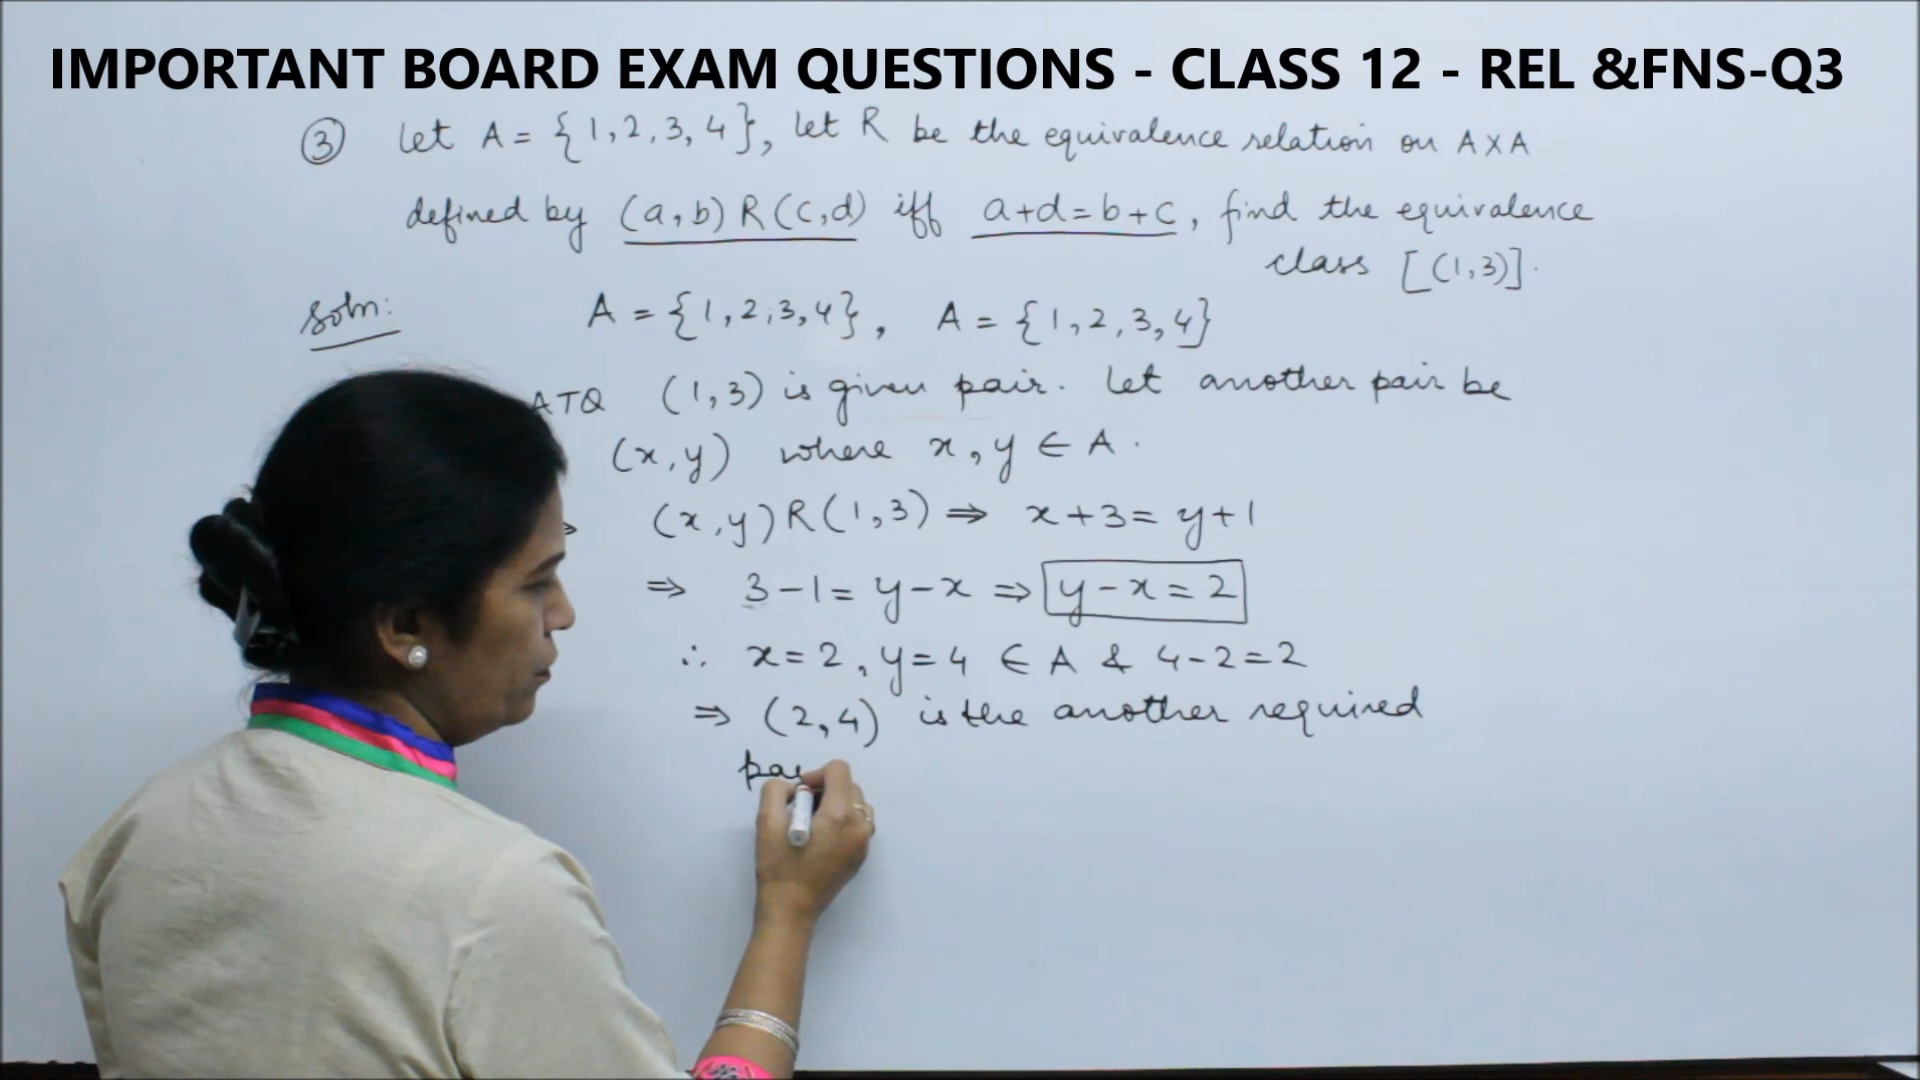 IMPORTANT BOARD EXAM QUESTIONS - CLASS 12 - REL &FNS-Q3
③ Let A = {1,2,3,4}, let R be the equivalence relation on A×A
defined by (a,b) R (c,d) iff a+d=b+c, find the equivalence
class [(1,3)].
Soln: A = {1,2,3,4}, A = {1,2,3,4}
ATQ (1,3) is given pair. Let another pair be
(x,y) where x,y ∈ A.
(x,y) R (1,3) ⇒ x+3= y+1
⇒ 3-1= y-x ⇒ y-x=2
∴ x=2, y=4 ∈ A & 4-2=2
⇒ (2,4) is the another required